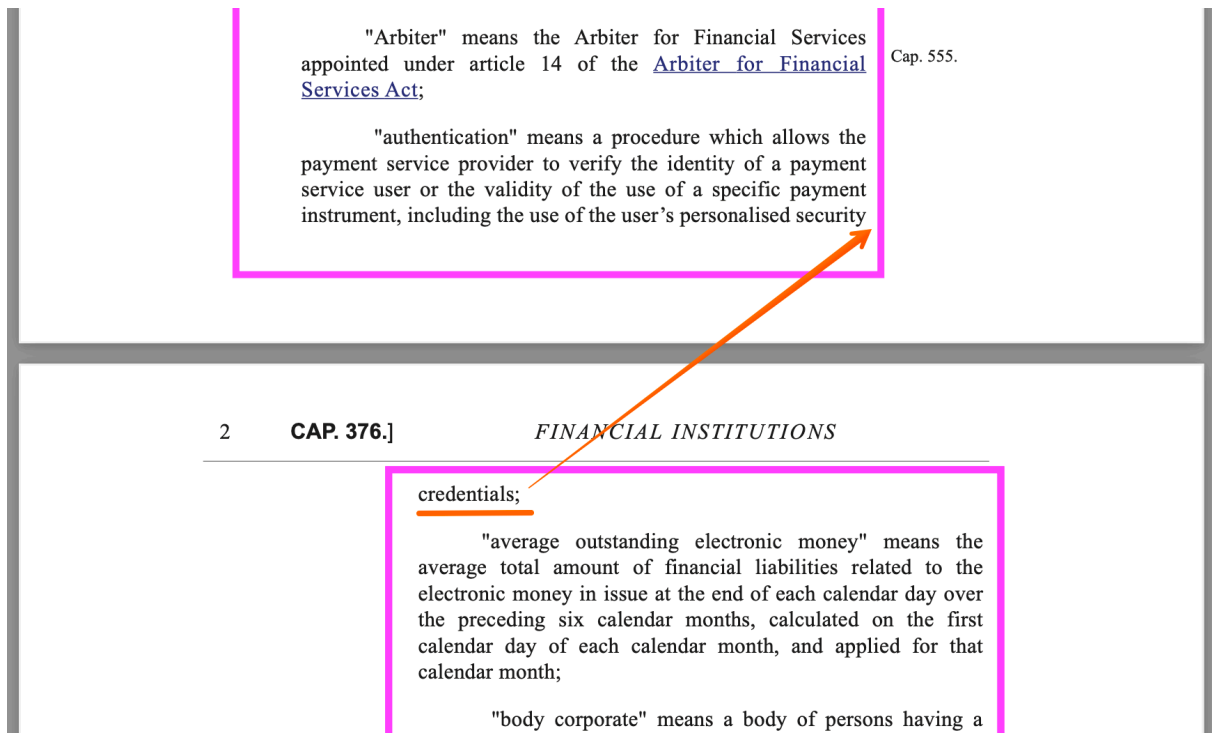 "Arbiter" means the Arbiter for Financial Services
appointed under article 14 of the Arbiter for Financial
Services Act;
Cap. 555.
"authentication" means a procedure which allows the
payment service provider to verify the identity of a payment
service user or the validity of the use of a specific payment
instrument, including the use of the user’s personalised security
2 CAP. 376.] FINANCIAL INSTITUTIONS
credentials;
"average outstanding electronic money" means the
average total amount of financial liabilities related to the
electronic money in issue at the end of each calendar day over
the preceding six calendar months, calculated on the first
calendar day of each calendar month, and applied for that
calendar month;
"body corporate" means a body of persons having a